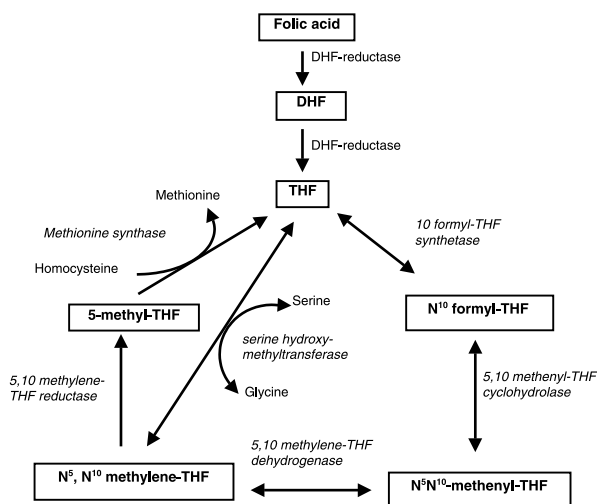 Folic acid
DHF-reductase
DHF
DHF-reductase
THF
Methionine
Methionine synthase
Homocysteine
10 formyl-THF
synthetase
5-methyl-THF
Serine
serine hydroxy-
methyltransferase
Glycine
N¹⁰ formyl-THF
5,10 methylene-
THF reductase
5,10 methenyl-THF
cyclohydrolase
5,10 methylene-THF
dehydrogenase
N⁵, N¹⁰ methylene-THF
N⁵N¹⁰-methenyl-THF